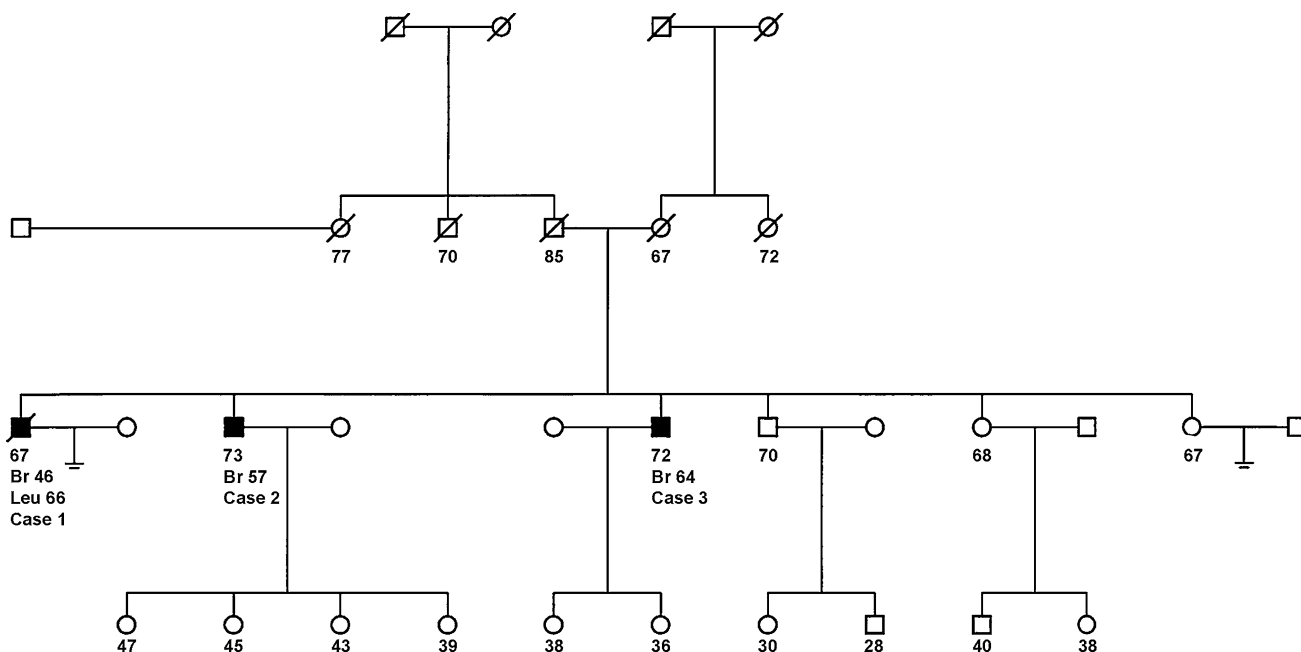 77 70 85 67 72
67 73 72 70 68 67
Br 46 Br 57 Br 64
Leu 66 Case 2 Case 3
Case 1
47 45 43 39 38 36 30 28 40 38